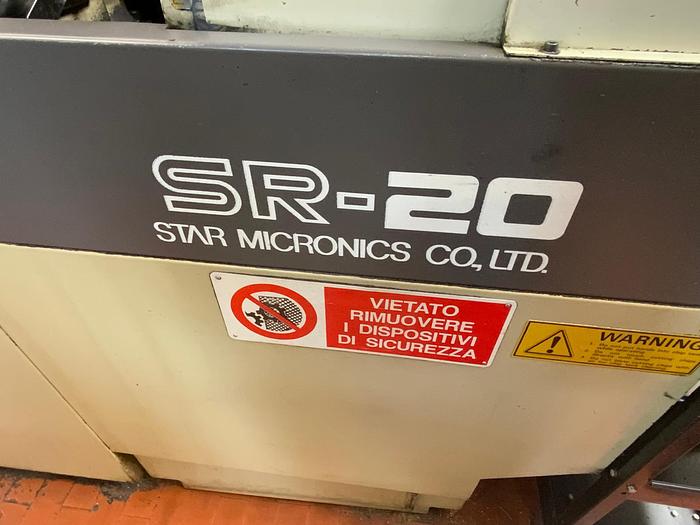 SR-20
STAR MICRONICS CO., LTD.
VIETATO
RIMUOVERE
I DISPOSITIVI
DI SICUREZZA
WARNING